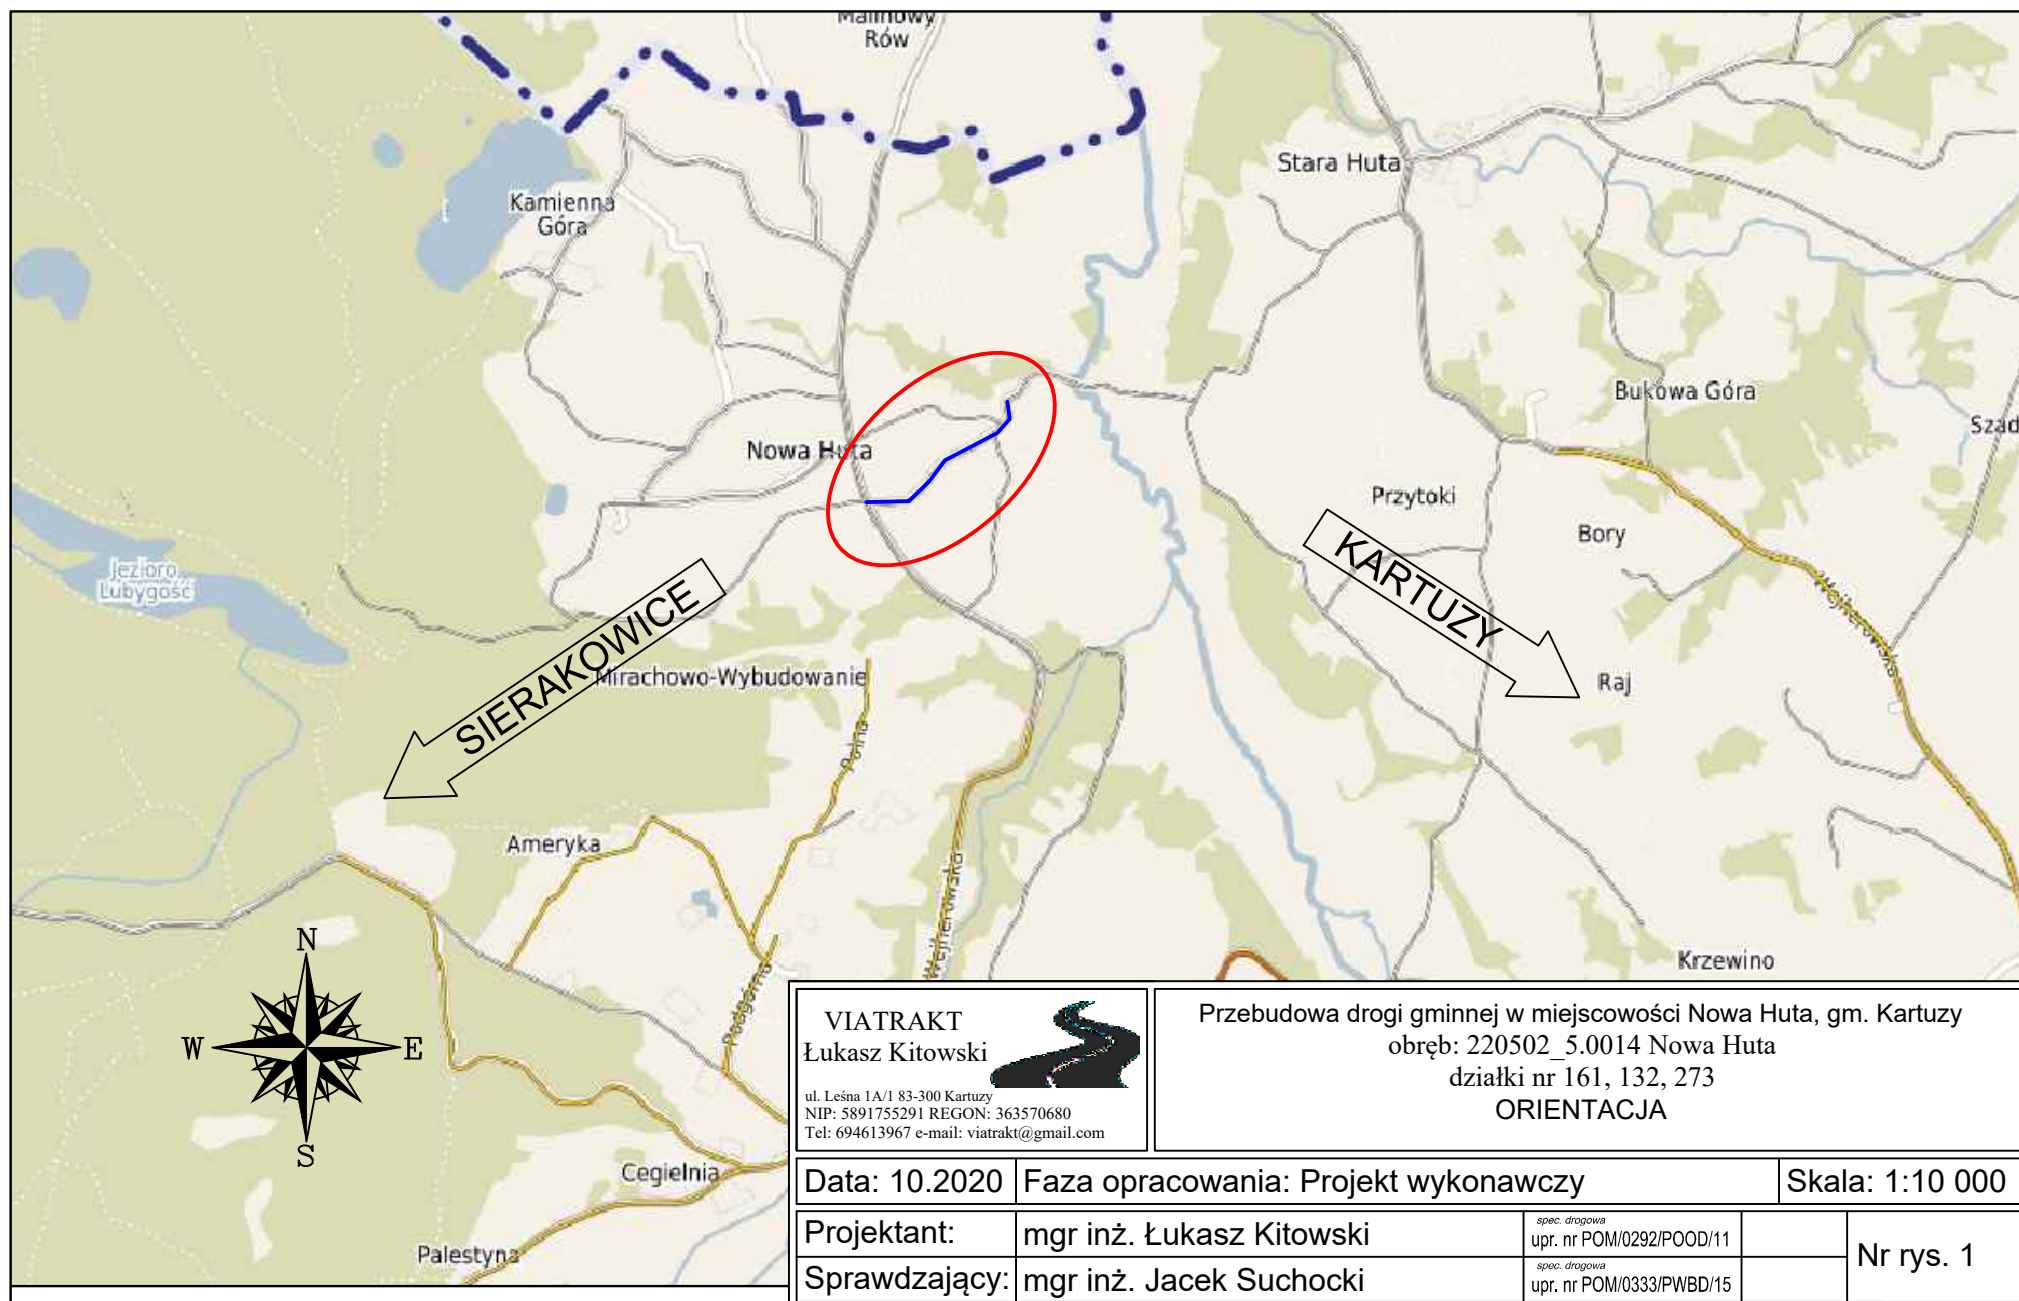 Malinowy
Rów
Stara Huta
Kamienna
Góra
Bukowa Góra
Szad
Nowa Huta
Przytoki
Bory
KARTUZY
Jezioro
Lubygość
Wejherowska
SIERAKOWICE
Mirachowo-Wybudowanie
Raj
Polna
Ameryka
Wejherowska
Krzewino
Podgórna
N
W
E
S
Cegielnia
Palestyna
VIATRAKT
Łukasz Kitowski
ul. Leśna 1A/1 83-300 Kartuzy
NIP: 5891755291 REGON: 363570680
Tel: 694613967 e-mail: viatrakt@gmail.com
Przebudowa drogi gminnej w miejscowości Nowa Huta, gm. Kartuzy
obręb: 220502_5.0014 Nowa Huta
działki nr 161, 132, 273
ORIENTACJA
Data: 10.2020
Faza opracowania: Projekt wykonawczy
Skala: 1:10 000
Projektant:
mgr inż. Łukasz Kitowski
spec. drogowa
upr. nr POM/0292/POOD/11
Nr rys. 1
Sprawdzający:
mgr inż. Jacek Suchocki
spec. drogowa
upr. nr POM/0333/PWBD/15